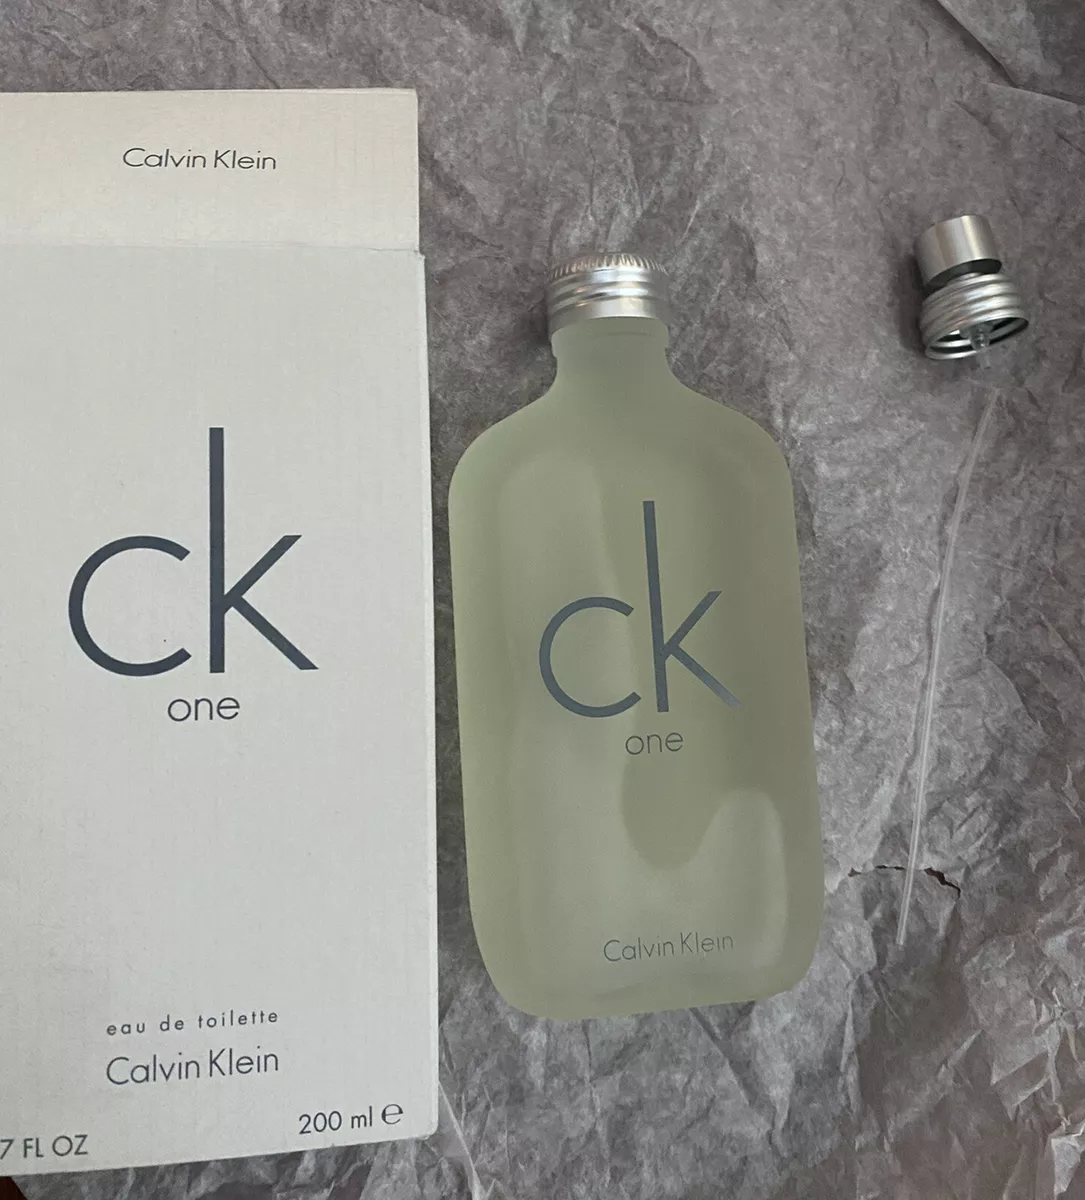 Calvin Klein
ck
one
eau de toilette
Calvin Klein
7 FL OZ
200 ml ℮
ck
one
Calvin Klein